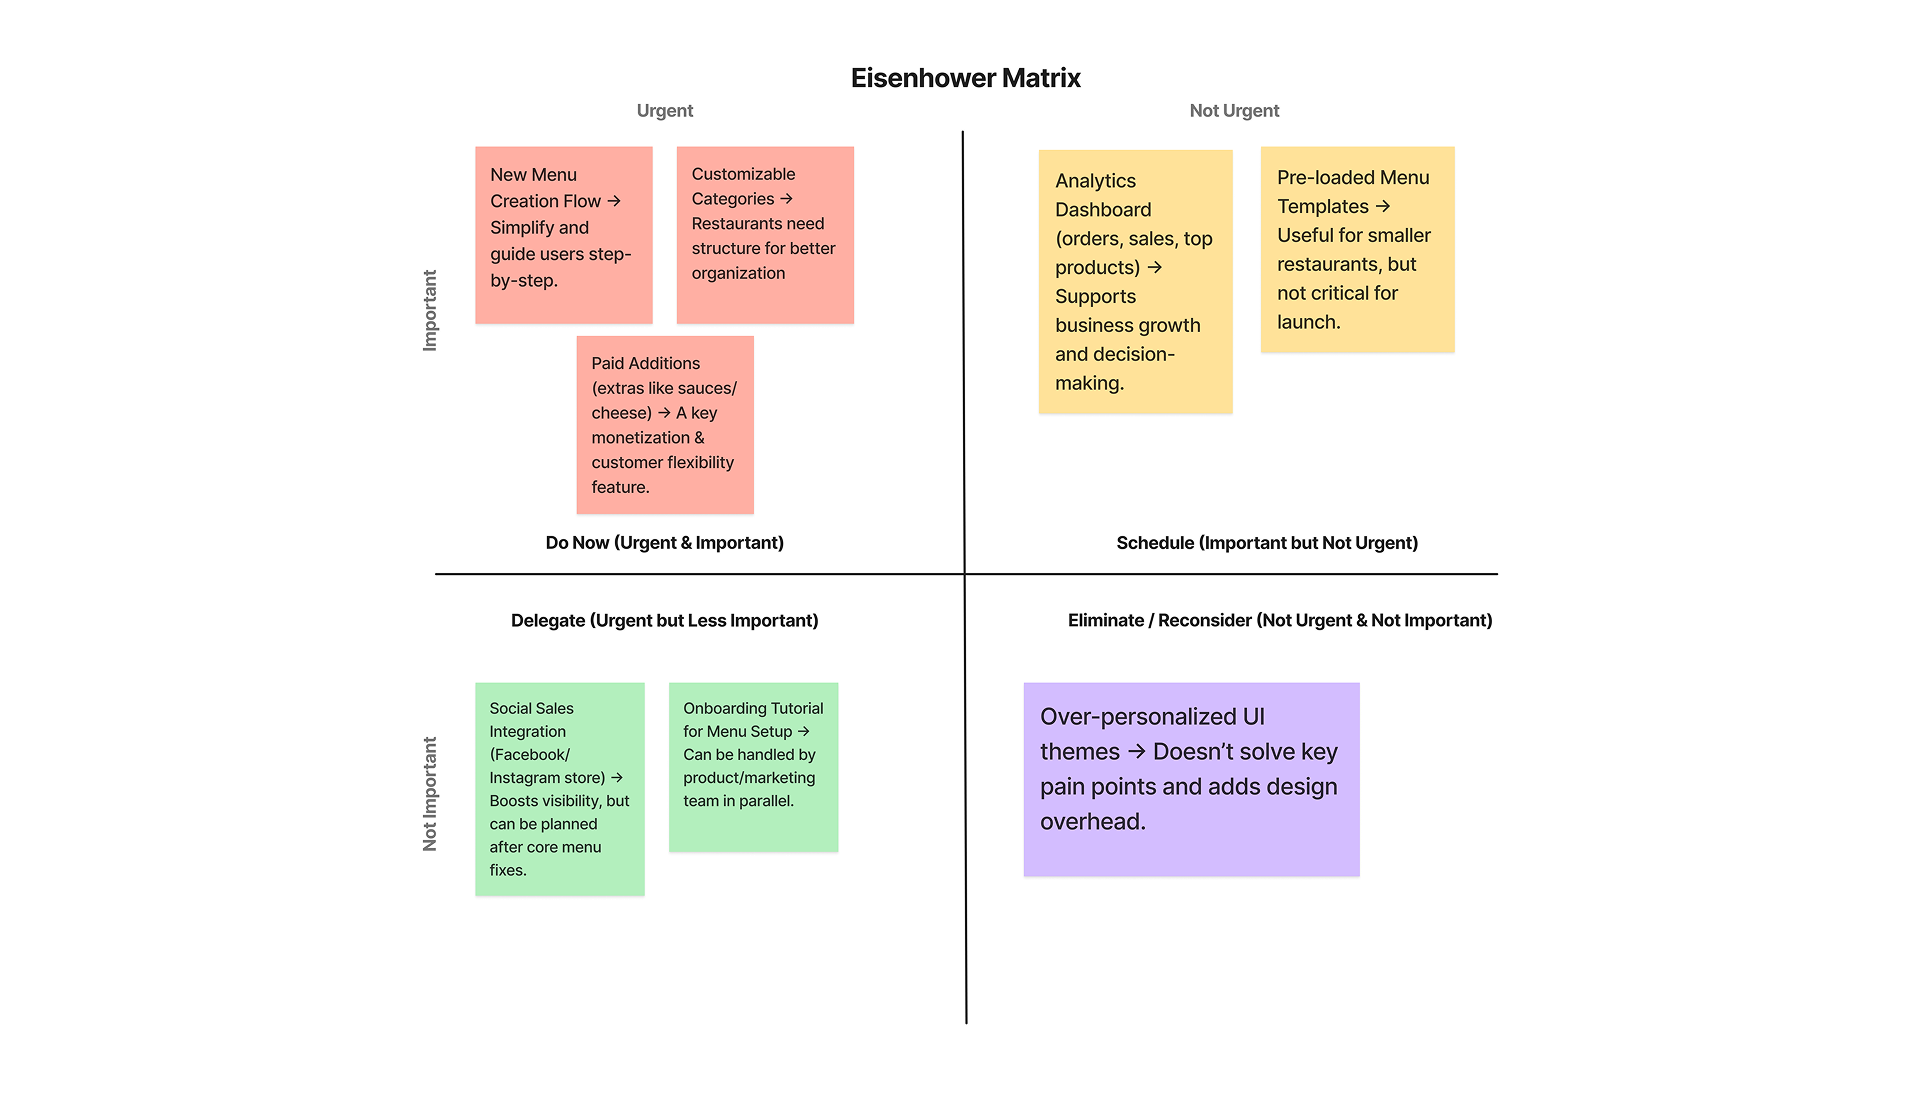 Eisenhower Matrix
Urgent
Not Urgent
Important
New Menu
Creation Flow →
Simplify and
guide users step-
by-step.
Customizable
Categories →
Restaurants need
structure for better
organization
Paid Additions
(extras like sauces/
cheese) → A key
monetization &
customer flexibility
feature.
Do Now (Urgent & Important)
Analytics
Dashboard
(orders, sales, top
products) →
Supports
business growth
and decision-
making.
Pre-loaded Menu
Templates →
Useful for smaller
restaurants, but
not critical for
launch.
Schedule (Important but Not Urgent)
Not Important
Delegate (Urgent but Less Important)
Social Sales
Integration
(Facebook/
Instagram store) →
Boosts visibility, but
can be planned
after core menu
fixes.
Onboarding Tutorial
for Menu Setup →
Can be handled by
product/marketing
team in parallel.
Eliminate / Reconsider (Not Urgent & Not Important)
Over-personalized UI
themes → Doesn’t solve key
pain points and adds design
overhead.